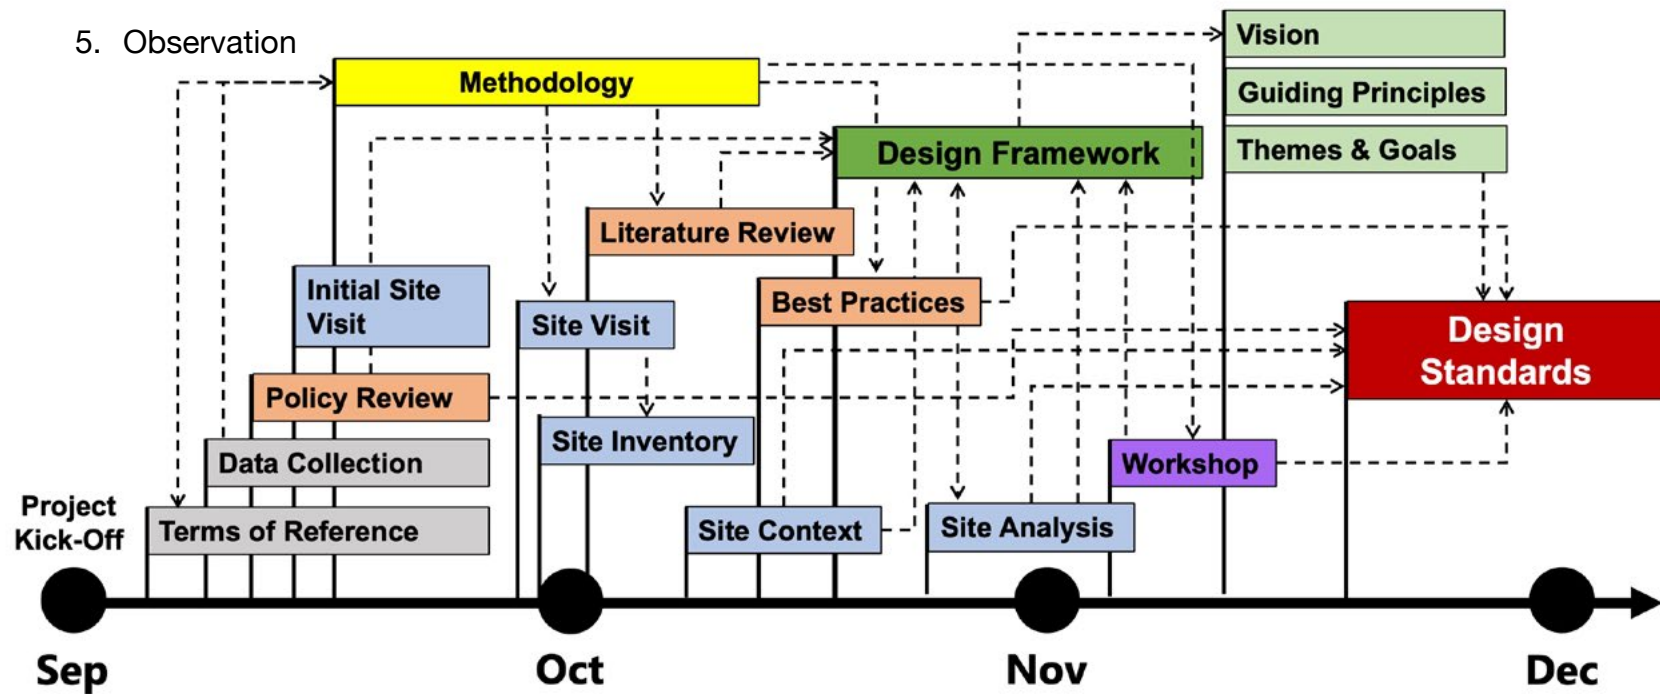 5. Observation
Vision
Methodology
Guiding Principles
Design Framework
Themes & Goals
Literature Review
Initial Site
Visit
Best Practices
Site Visit
Design
Standards
Policy Review
Site Inventory
Data Collection
Workshop
Project
Kick-Off
Terms of Reference
Site Context
Site Analysis
Sep
Oct
Nov
Dec